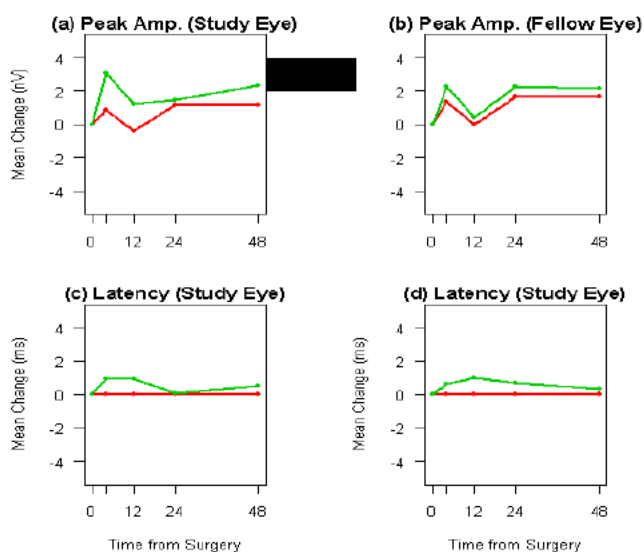 (a) Peak Amp. (Study Eye)
(b) Peak Amp. (Fellow Eye)
Mean Change (nV)
4
2
0
-2
-4
0 12 24 48
Mean Change (nV)
4
2
0
-2
-4
0 12 24 48
(c) Latency (Study Eye)
(d) Latency (Study Eye)
Mean Change (ms)
4
2
0
-2
-4
0 12 24 48
Time from Surgery
Mean Change (ms)
4
2
0
-2
-4
0 12 24 48
Time from Surgery